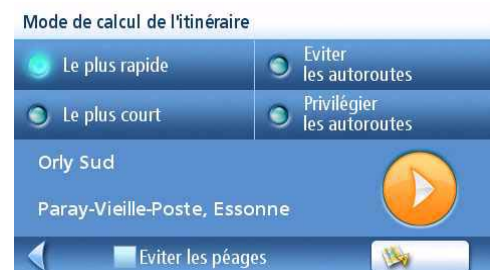 Mode de calcul de l'itinéraire
Le plus rapide
Eviter
les autoroutes
Le plus court
Privilégier
les autoroutes
Orly Sud
Paray-Vieille-Poste, Essonne
Eviter les péages